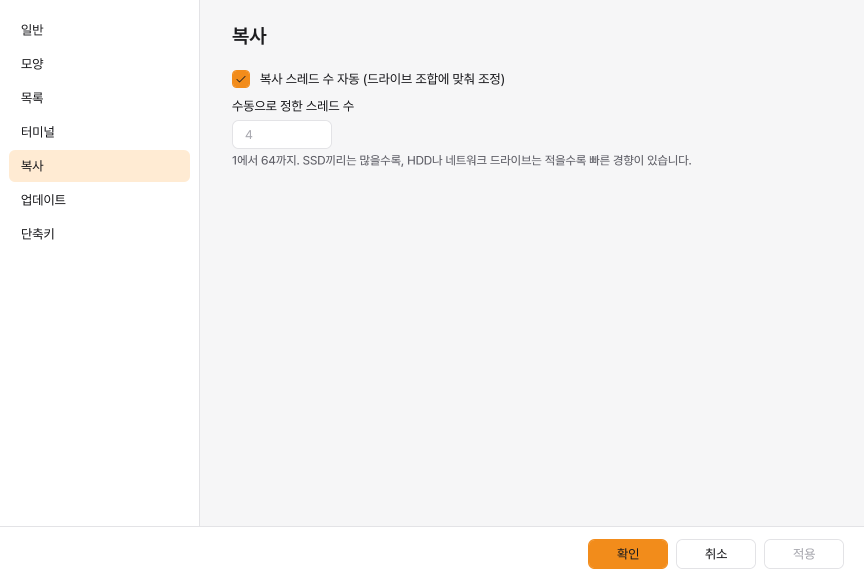 일반
모양
목록
터미널
복사
업데이트
단축키
복사
복사 스레드 수 자동 (드라이브 조합에 맞춰 조정)
수동으로 정한 스레드 수
4
1에서 64까지. SSD끼리는 많을수록, HDD나 네트워크 드라이브는 적을수록 빠른 경향이 있습니다.
확인
취소
적용